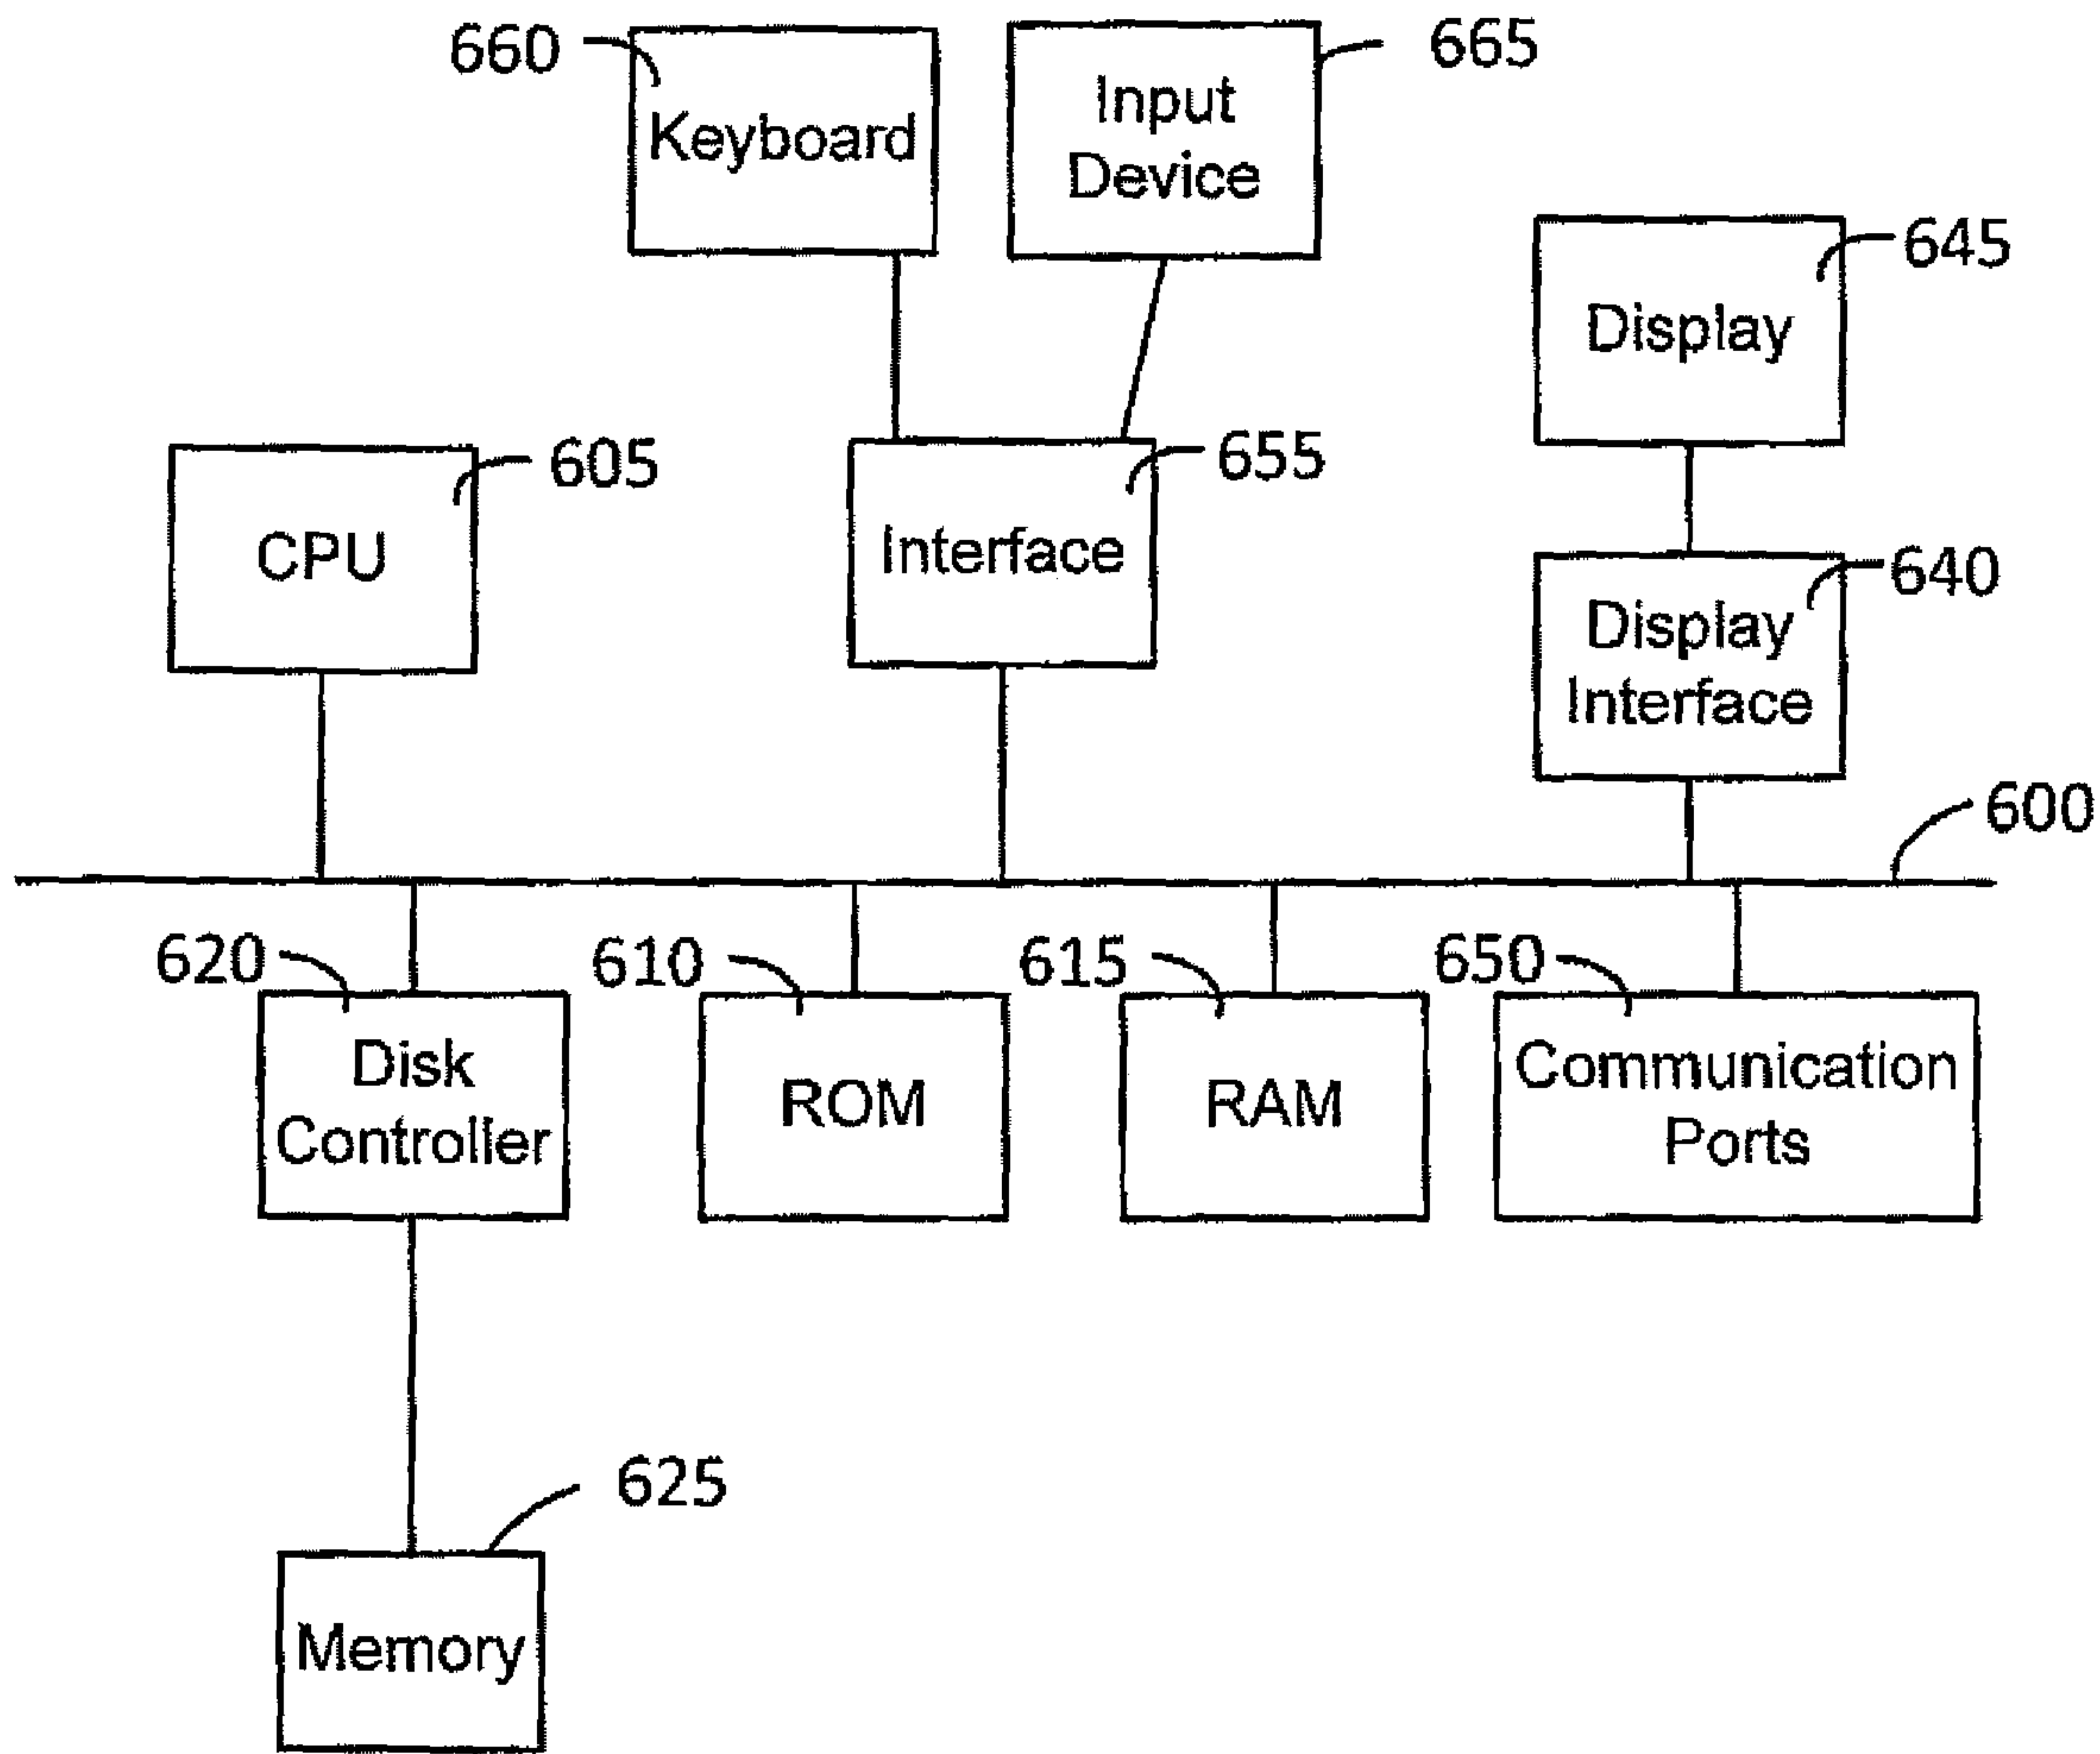 660
Keyboard
Input
Device
665
Display
645
CPU
605
Interface
655
Display
Interface
640
600
620
Disk
Controller
610
ROM
615
RAM
650
Communication
Ports
625
Memory